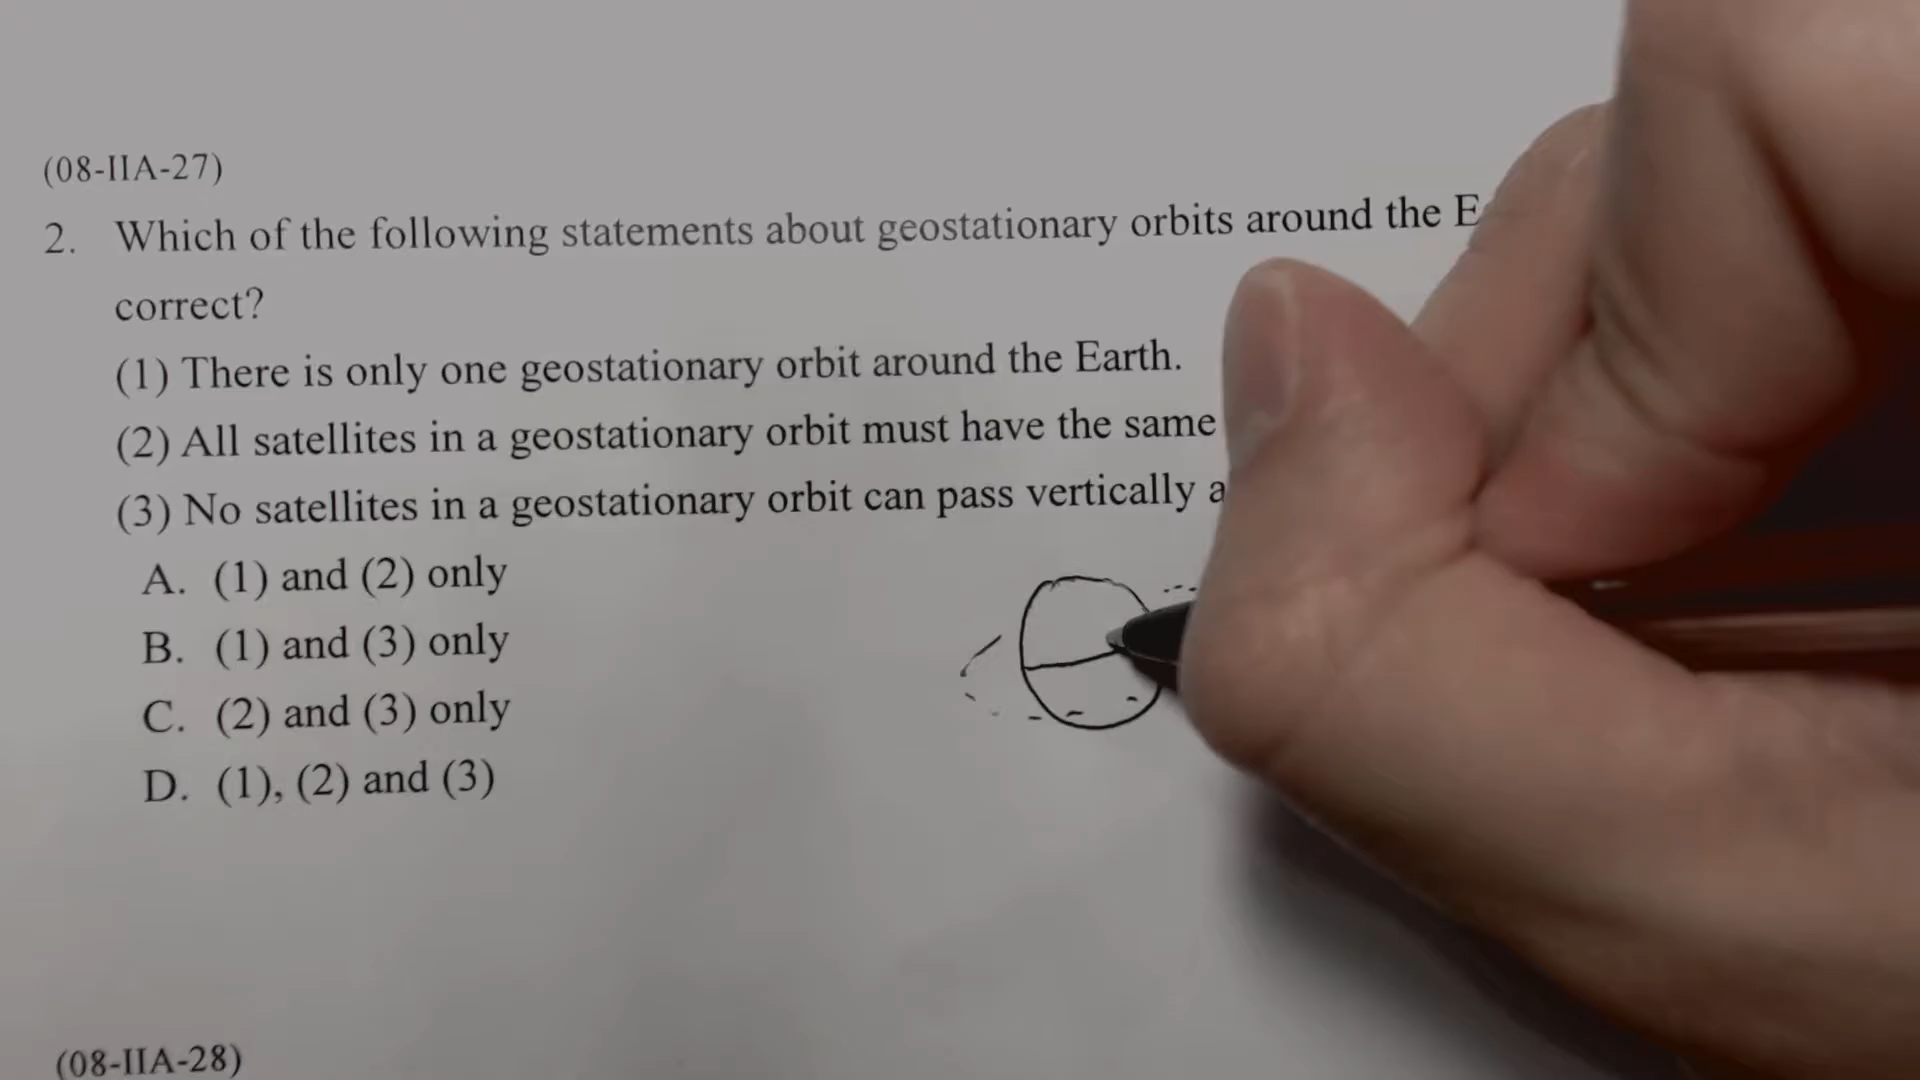 (08-IIA-27)
2. Which of the following statements about geostationary orbits around the
correct?
(1) There is only one geostationary orbit around the Earth.
(2) All satellites in a geostationary orbit must have the same
(3) No satellites in a geostationary orbit can pass vertically
A. (1) and (2) only
B. (1) and (3) only
C. (2) and (3) only
D. (1), (2) and (3)
(08-IIA-28)